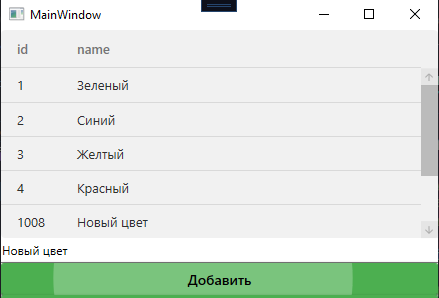 MainWindow
id name
1 Зеленый
2 Синий
3 Желтый
4 Красный
1008 Новый цвет
Новый цвет
Добавить